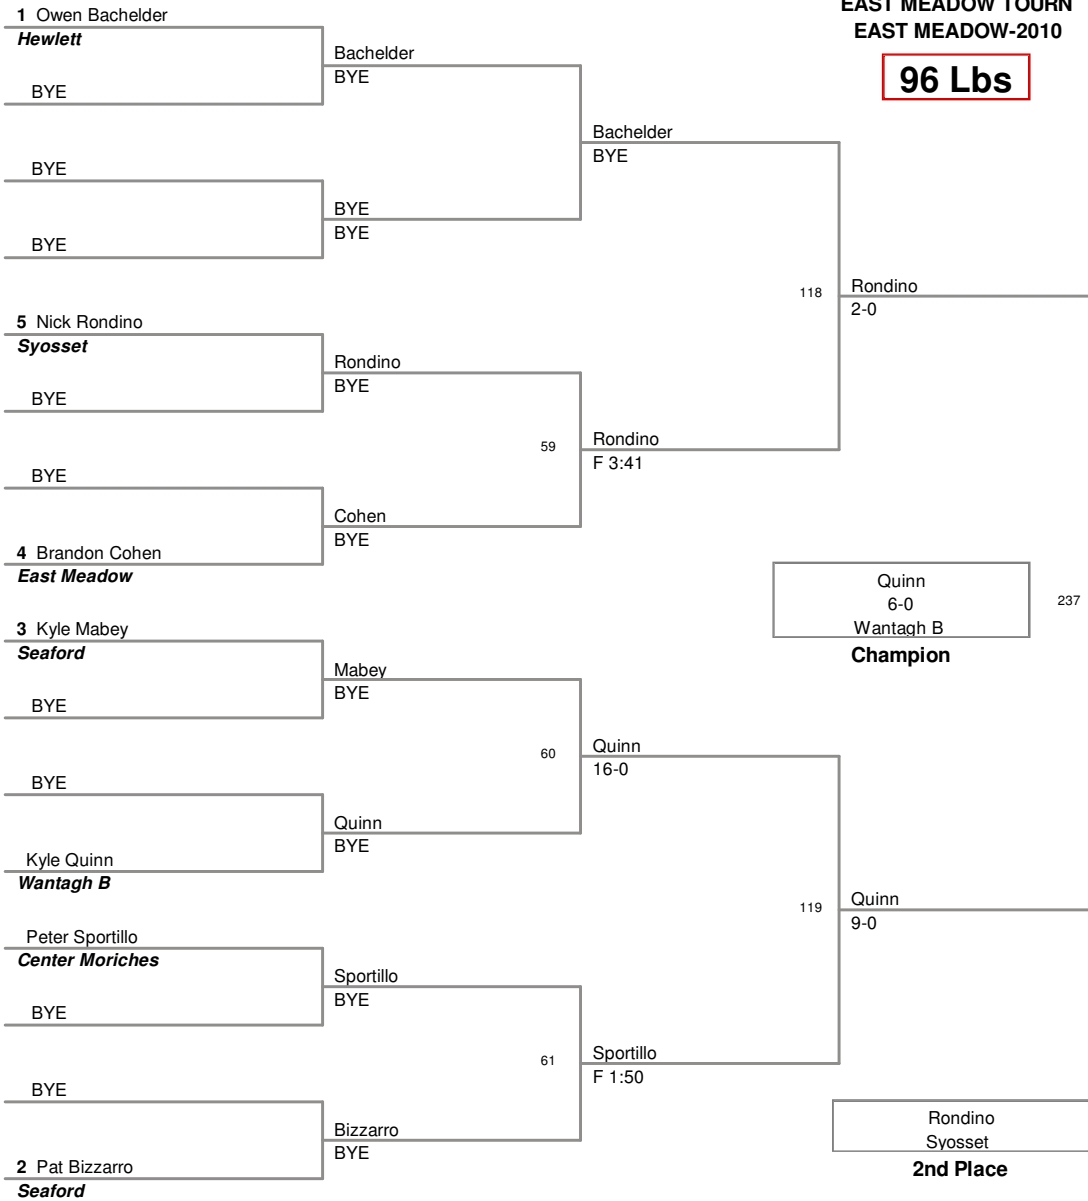 EAST MEADOW TOURN
EAST MEADOW-2010
96 Lbs
1 Owen Bachelder
Hewlett
Bachelder
BYE
BYE
Bachelder
BYE
BYE
BYE
BYE
BYE
118
Rondino
2-0
5 Nick Rondino
Syosset
Rondino
BYE
BYE
59
Rondino
F 3:41
BYE
Cohen
BYE
4 Brandon Cohen
East Meadow
Quinn
6-0
Wantagh B
237
Champion
3 Kyle Mabey
Seaford
Mabey
BYE
BYE
60
Quinn
16-0
BYE
Quinn
BYE
Kyle Quinn
Wantagh B
119
Quinn
9-0
Peter Sportillo
Center Moriches
Sportillo
BYE
BYE
61
Sportillo
F 1:50
BYE
Bizzarro
BYE
2 Pat Bizzarro
Seaford
Rondino
Syosset
2nd Place